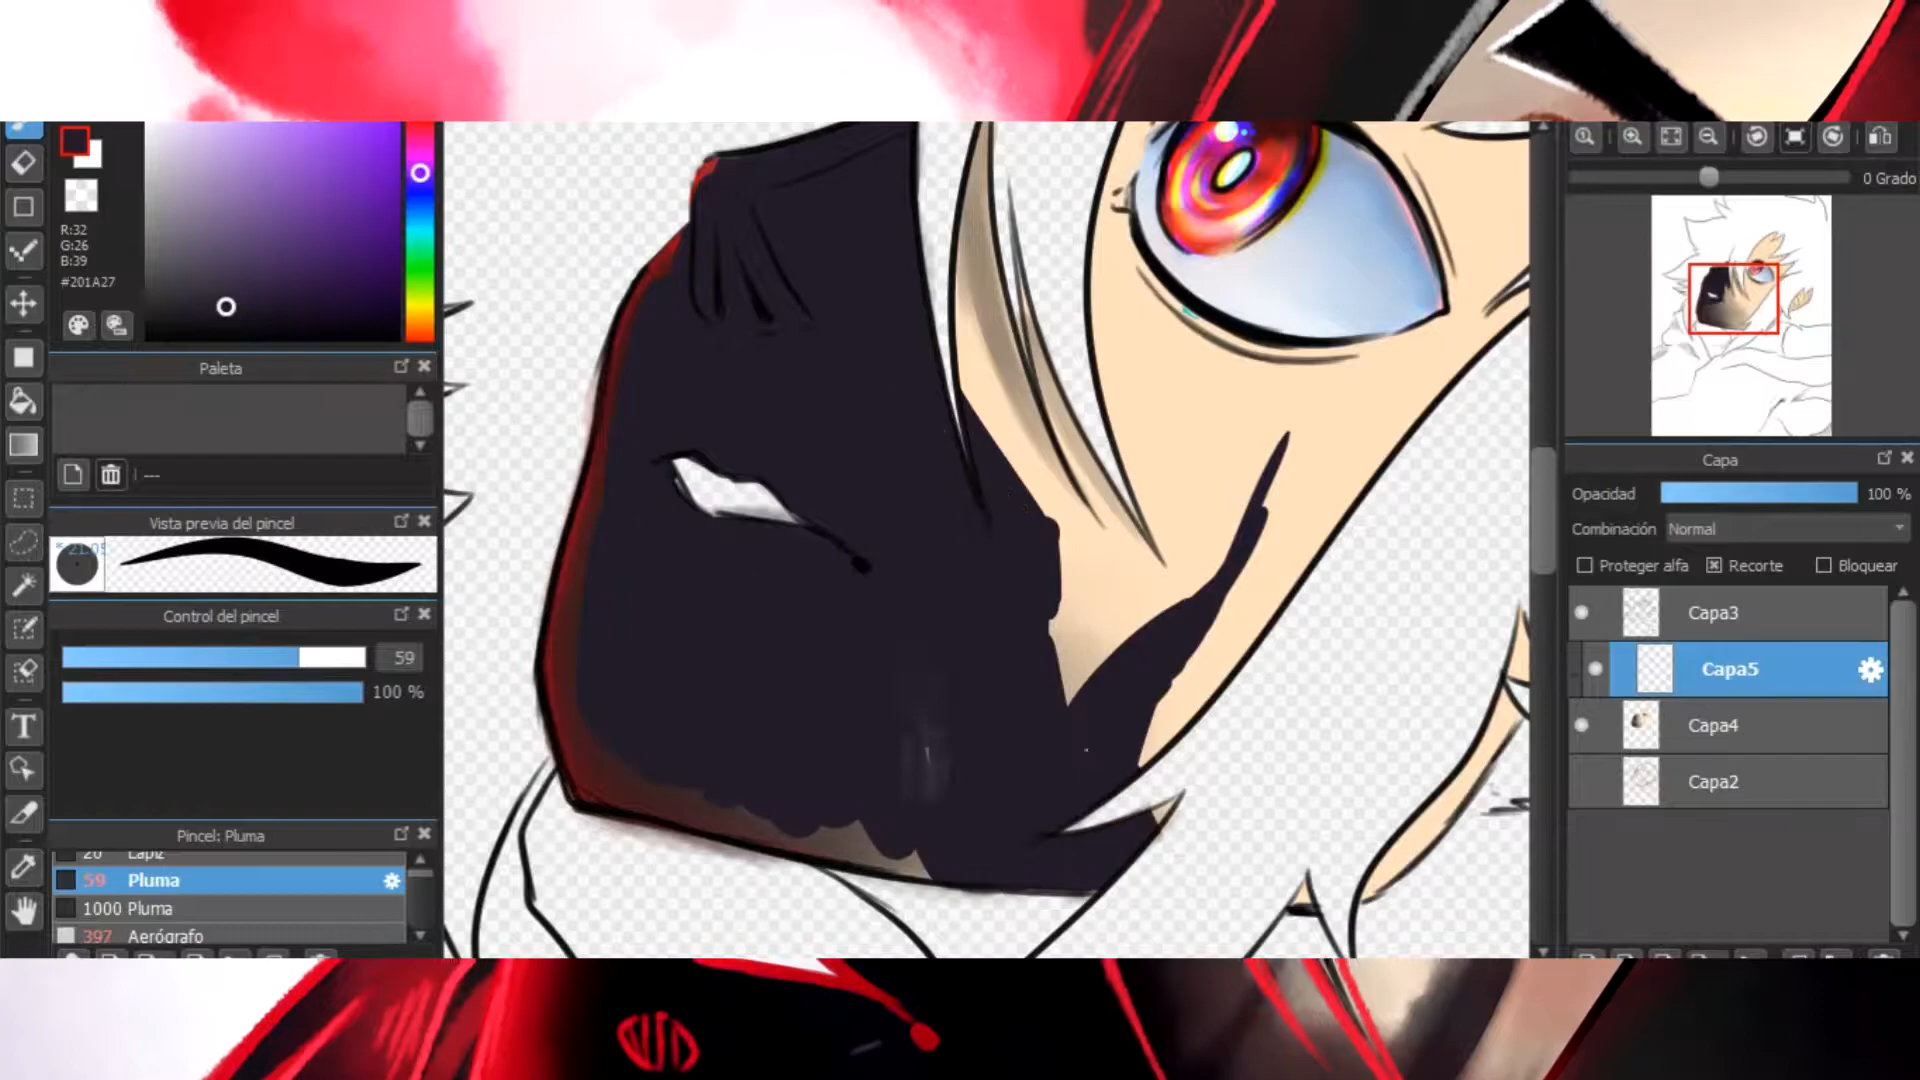 R:32
G:26
B:39
#201A27
Paleta
---
Vista previa del pincel
* 21.05
Control del pincel
59
100 %
Pincel: Pluma
20 Lápiz
59 Pluma
1000 Pluma
397 Aerógrafo
0 Grado
Capa
Opacidad 100 %
Combinación Normal
Proteger alfa Recorte Bloquear
Capa3
Capa5
Capa4
Capa2